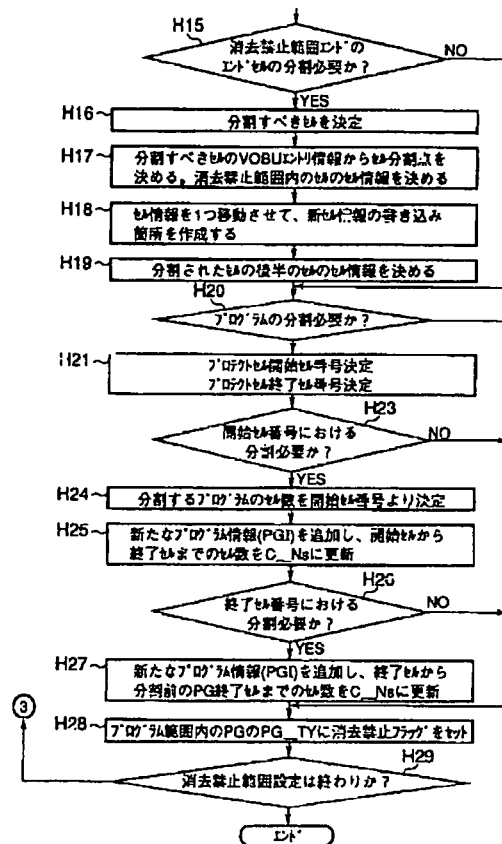 H15
消去禁止範囲エンドの
エンドセルの分割必要か？
NO
YES
H16
分割すべきセルを決定
H17
分割すべきセルのVOBUエントリ情報からセル分割点を
決める。消去禁止範囲内のセルのセル情報を決める
H18
セル情報を1つ移動させて、新セル情報の書き込み
箇所を作成する
H19
分割されたセルの後半のセルのセル情報を決める
H20
プログラムの分割必要か？
H21
プロテクトセル開始セル番号決定
プロテクトセル終了セル番号決定
H23
開始セル番号における
分割必要か？
NO
YES
H24
分割するプログラムのセル数を開始セル番号より決定
H25
新たなプログラム情報(PGI)を追加し、開始セルから
終了セルまでのセル数をC_Nsに更新
H26
終了セル番号における
分割必要か？
NO
YES
H27
新たなプログラム情報(PGI)を追加し、終了セルから
分割前のPG終了セルまでのセル数をC_Nsに更新
3
H28
プログラム範囲内のPGのPG_TYに消去禁止フラッグをセット
H29
消去禁止範囲設定は終わりか？
エンド